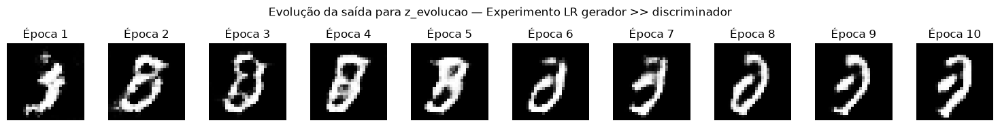 Evolução da saída para z_evolucao — Experimento LR gerador >> discriminador
Época 1 Época 2 Época 3 Época 4 Época 5 Época 6 Época 7 Época 8 Época 9 Época 10